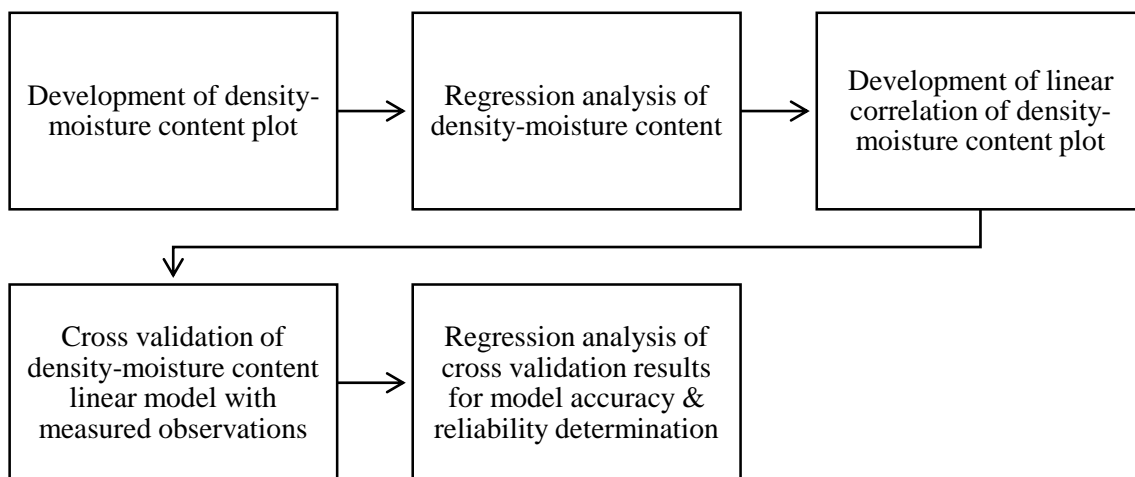 Development of density-
moisture content plot
Regression analysis of
density-moisture content
Development of linear
correlation of density-
moisture content plot
Cross validation of
density-moisture content
linear model with
measured observations
Regression analysis of
cross validation results
for model accuracy &
reliability determination